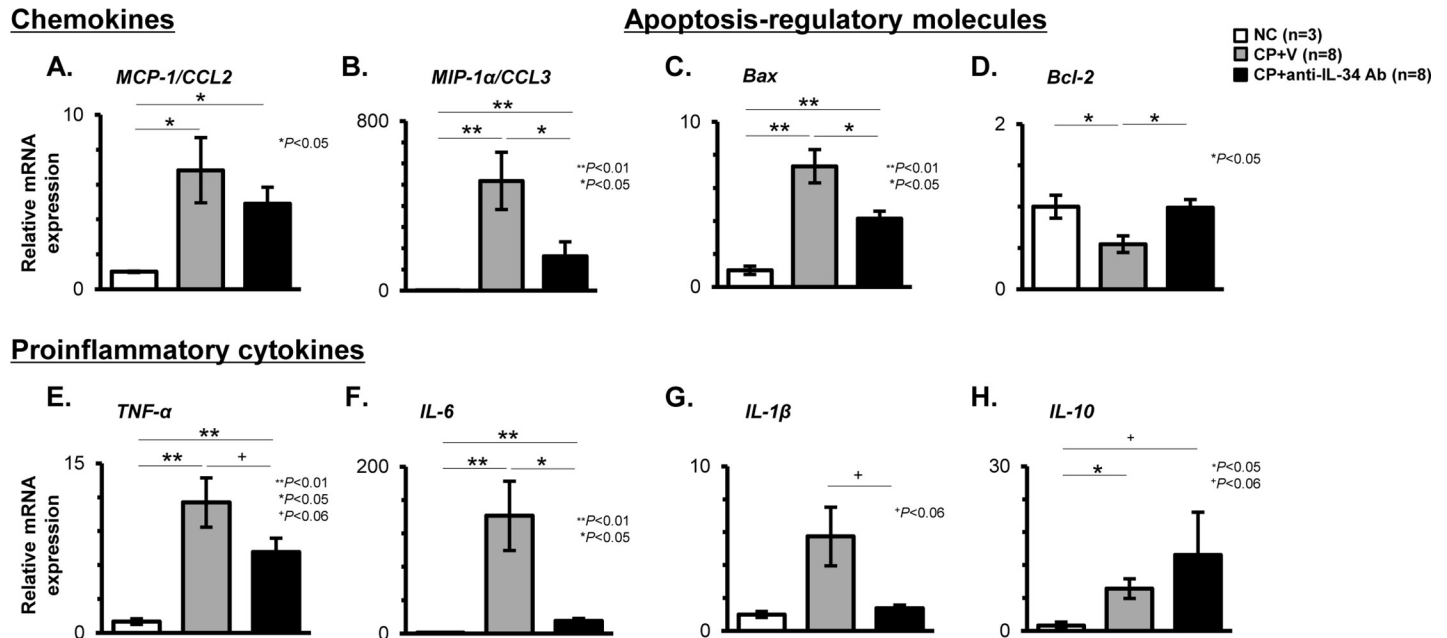 Chemokines
Apoptosis-regulatory molecules
NC (n=3)
CP+V (n=8)
CP+anti-IL-34 Ab (n=8)
A.
MCP-1/CCL2
B.
MIP-1α/CCL3
C.
Bax
D.
Bcl-2
Relative mRNA
expression
10
0
*
*
*P<0.05
800
0
**
**
*
**P<0.01
*P<0.05
10
0
**
**
*
**P<0.01
*P<0.05
2
0
*
*
*P<0.05
Proinflammatory cytokines
E.
TNF-α
F.
IL-6
G.
IL-1β
H.
IL-10
Relative mRNA
expression
15
0
**
**
+
**P<0.01
*P<0.05
+P<0.06
200
0
**
**
*
**P<0.01
*P<0.05
10
0
+
+P<0.06
30
0
+
*
*P<0.05
+P<0.06